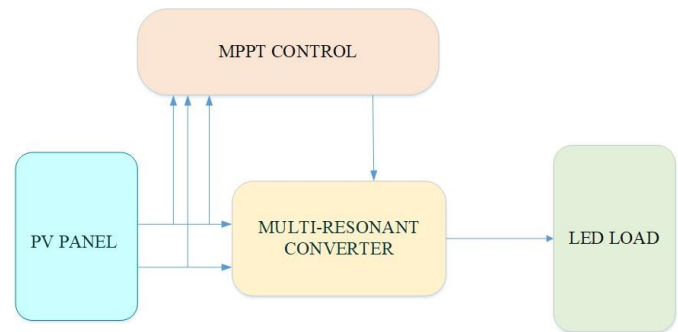 MPPT CONTROL
PV PANEL
MULTI-RESONANT
CONVERTER
LED LOAD